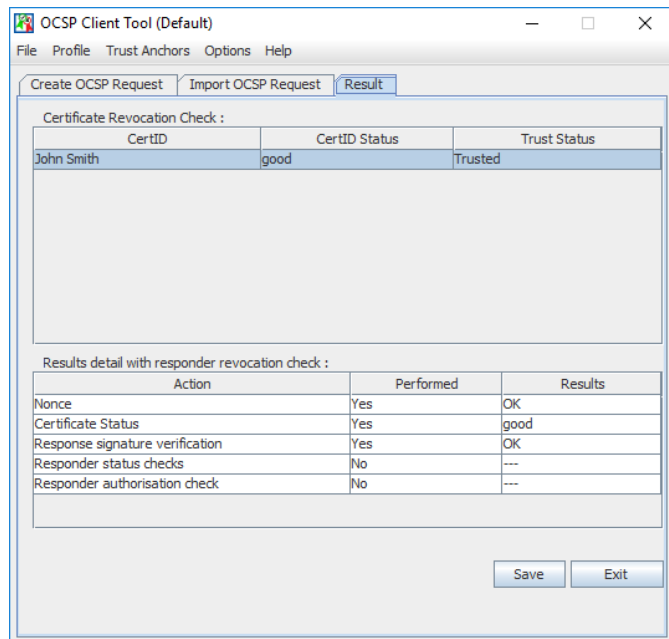 OCSP Client Tool (Default)
File Profile Trust Anchors Options Help
Create OCSP Request Import OCSP Request Result
Certificate Revocation Check :
CertID CertID Status Trust Status
John Smith good Trusted
Results detail with responder revocation check :
Action Performed Results
Nonce Yes OK
Certificate Status Yes good
Response signature verification Yes OK
Responder status checks No ---
Responder authorisation check No ---
Save Exit